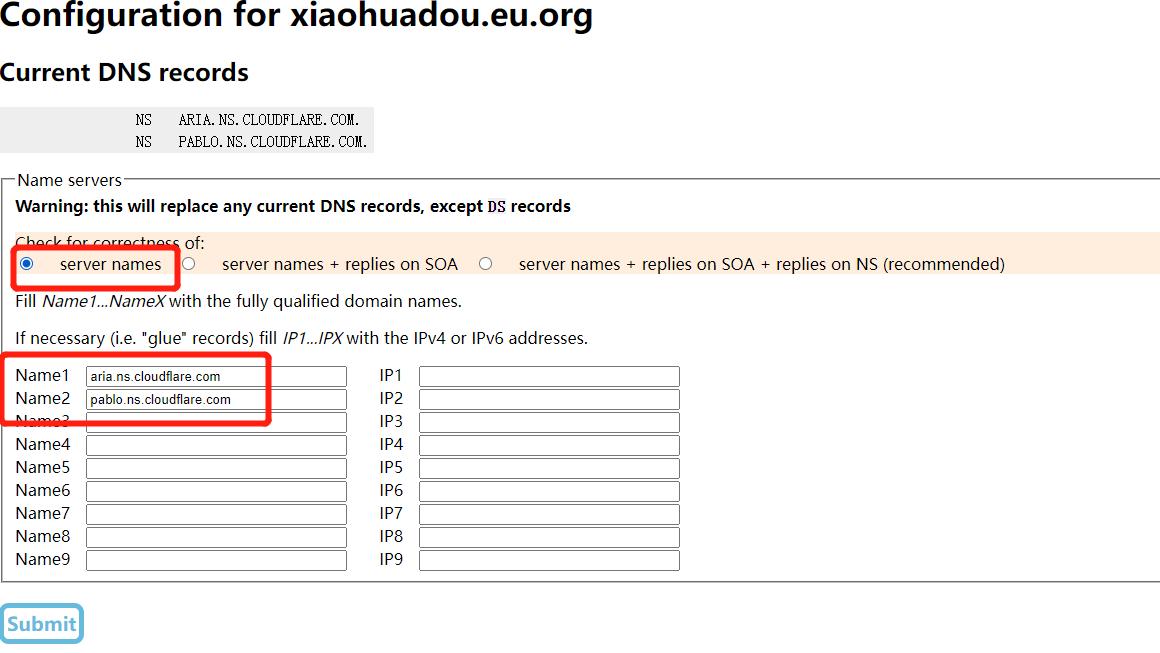 Configuration for xiaohuadou.eu.org
Current DNS records
NS ARIA.NS.CLOUDFLARE.COM.
NS PABLO.NS.CLOUDFLARE.COM.
Name servers
Warning: this will replace any current DNS records, except DS records
Check for correctness of:
server names server names + replies on SOA server names + replies on SOA + replies on NS (recommended)
Fill Name1...NameX with the fully qualified domain names.
If necessary (i.e. "glue" records) fill IP1...IPX with the IPv4 or IPv6 addresses.
Name1 aria.ns.cloudflare.com IP1
Name2 pablo.ns.cloudflare.com IP2
Name3 IP3
Name4 IP4
Name5 IP5
Name6 IP6
Name7 IP7
Name8 IP8
Name9 IP9
Submit